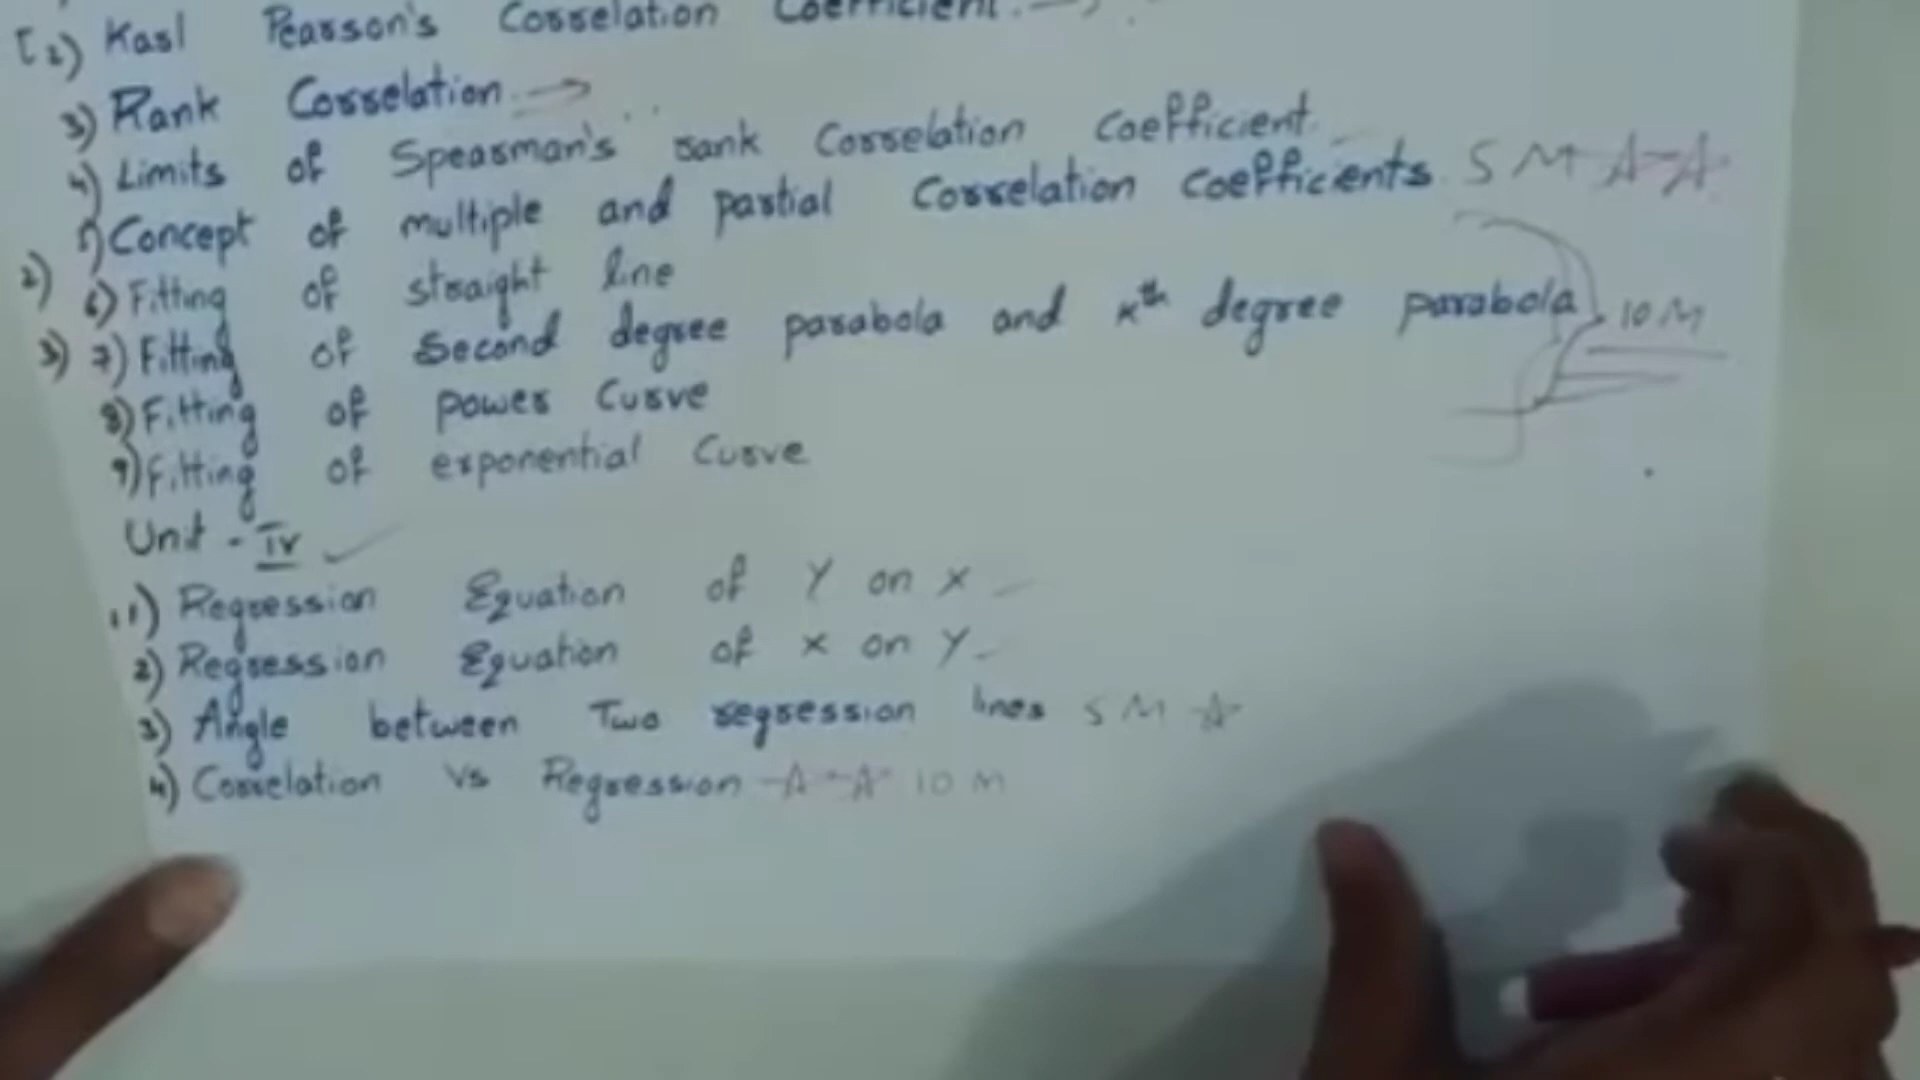 2) Karl Pearson's Correlation Coefficient. →
3) Rank Correlation →
4) Limits of Spearman's rank Correlation Coefficient.
5) Concept of multiple and partial Correlation Coefficients. 5 M ☆☆
2) 6) Fitting of straight line
3) 7) Fitting of Second degree parabola and kth degree parabola 10 M
8) Fitting of power Curve
9) Fitting of exponential Curve
Unit - IV ✓
1) Regression Equation of Y on X
2) Regression Equation of X on Y
3) Angle between Two regression lines 5 M ☆
4) Correlation Vs Regression ☆☆ 10 M